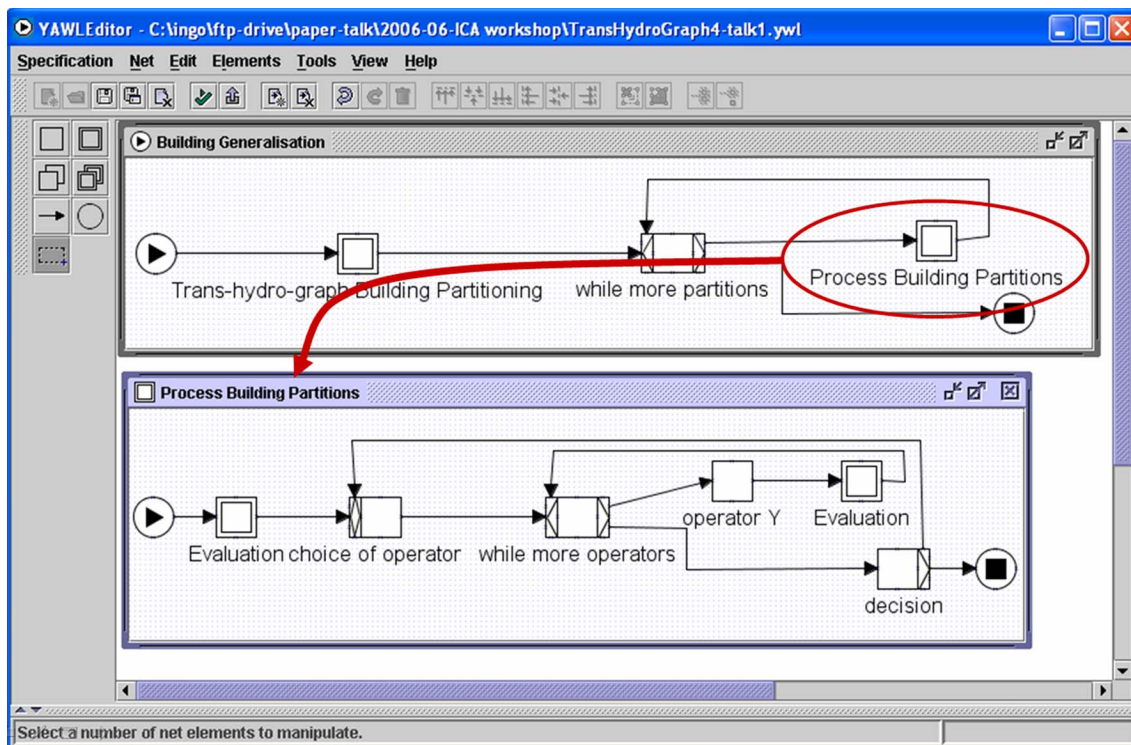 YAWLEditor - C:\ingo\ftp-drive\paper-talk\2006-06-ICA workshop\TransHydroGraph4-talk1.ywl
Specification Net Edit Elements Tools View Help
Building Generalisation
Trans-hydro-graph Building Partitioning
while more partitions
Process Building Partitions
Process Building Partitions
Evaluation
choice of operator
while more operators
operator Y
Evaluation
decision
Select a number of net elements to manipulate.